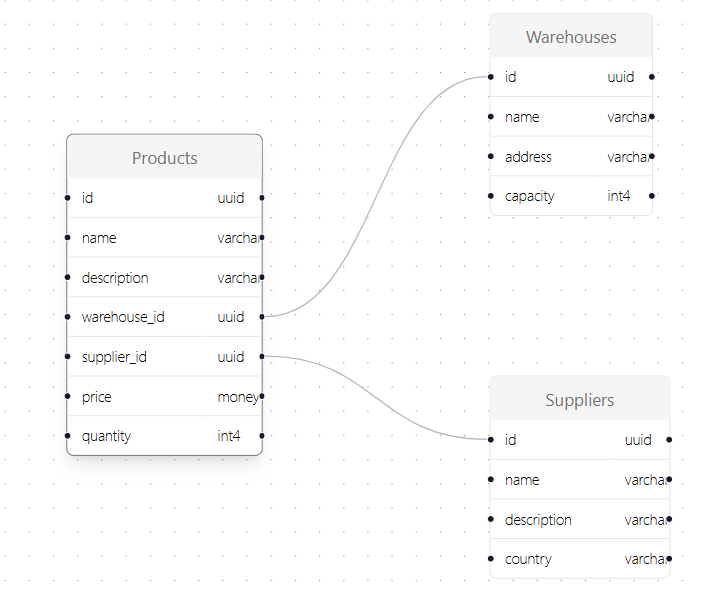 Warehouses
id uuid
name varcha
address varcha
capacity int4
Products
id uuid
name varcha
description varcha
warehouse_id uuid
supplier_id uuid
price money
quantity int4
Suppliers
id uuid
name varcha
description varcha
country varcha